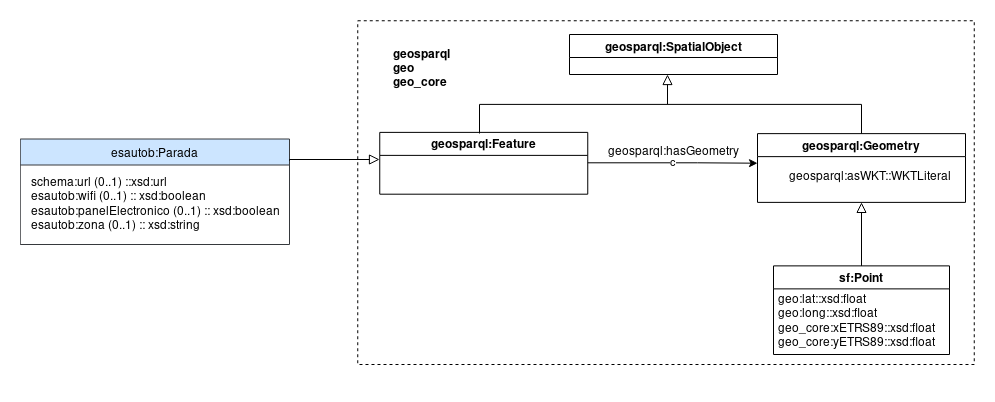 geosparql:SpatialObject
geosparql
geo
geo_core
esautob:Parada
schema:url (0..1) ::xsd:url
esautob:wifi (0..1) :: xsd:boolean
esautob:panelElectronico (0..1) :: xsd:boolean
esautob:zona (0..1) :: xsd:string
geosparql:Feature
geosparql:hasGeometry
c
geosparql:Geometry
geosparql:asWKT::WKTLiteral
sf:Point
geo:lat::xsd:float
geo:long::xsd:float
geo_core:xETRS89::xsd:float
geo_core:yETRS89::xsd:float